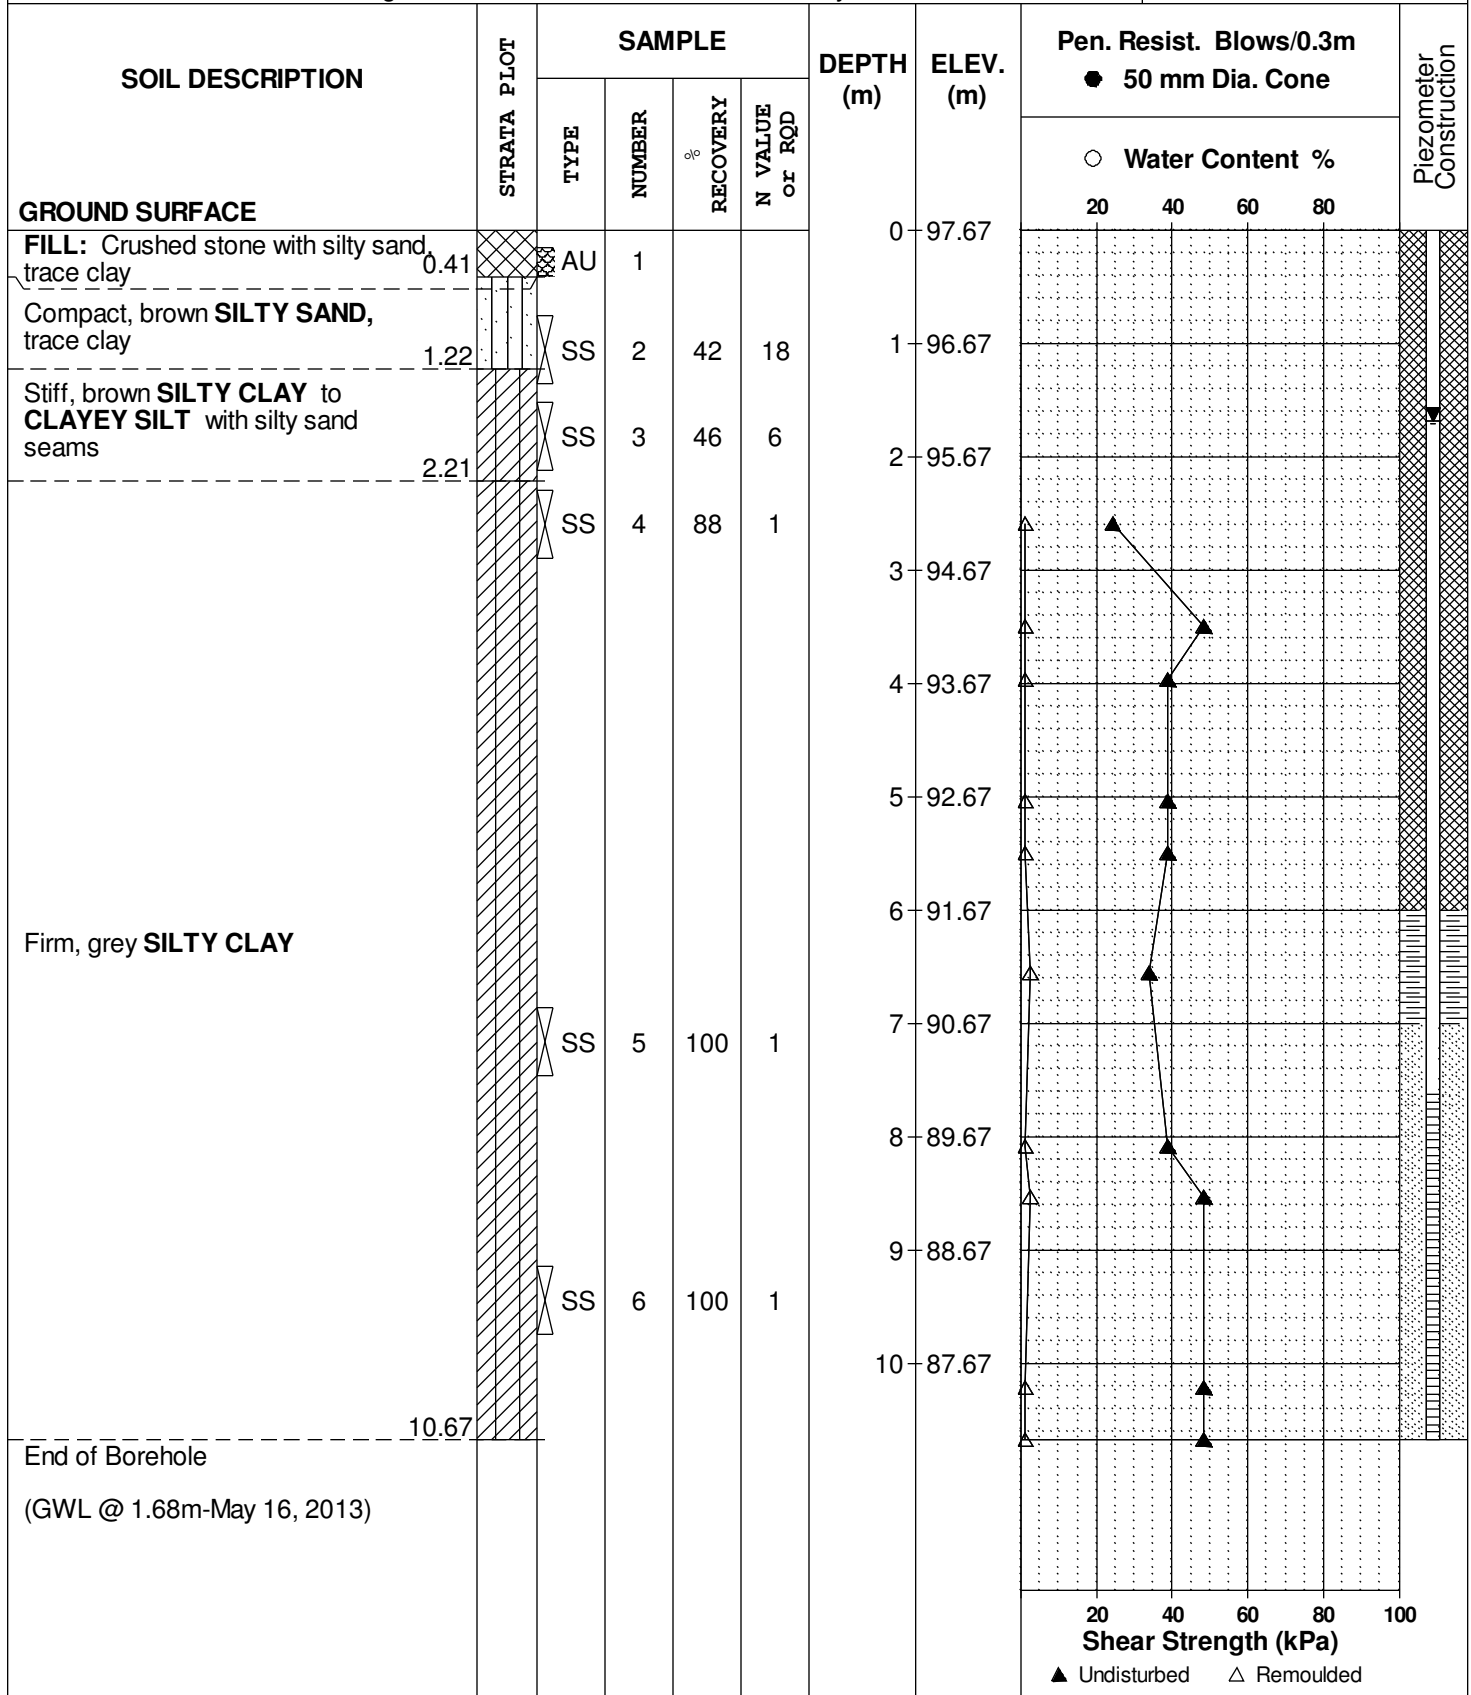 SOIL DESCRIPTION
STRATA PLOT
SAMPLE
TYPE
NUMBER
%
RECOVERY
N VALUE
or RQD
DEPTH
(m)
ELEV.
(m)
Pen. Resist. Blows/0.3m
● 50 mm Dia. Cone
○ Water Content %
20 40 60 80
Piezometer
Construction
GROUND SURFACE
0 97.67
FILL: Crushed stone with silty sand,
trace clay
0.41
AU 1
Compact, brown SILTY SAND,
trace clay
1.22
SS 2 42 18
1 96.67
Stiff, brown SILTY CLAY to
CLAYEY SILT with silty sand
seams
2.21
SS 3 46 6
2 95.67
SS 4 88 1
3 94.67
4 93.67
5 92.67
6 91.67
Firm, grey SILTY CLAY
7 90.67
SS 5 100 1
8 89.67
9 88.67
SS 6 100 1
10 87.67
10.67
End of Borehole
(GWL @ 1.68m-May 16, 2013)
20 40 60 80 100
Shear Strength (kPa)
▲ Undisturbed △ Remoulded